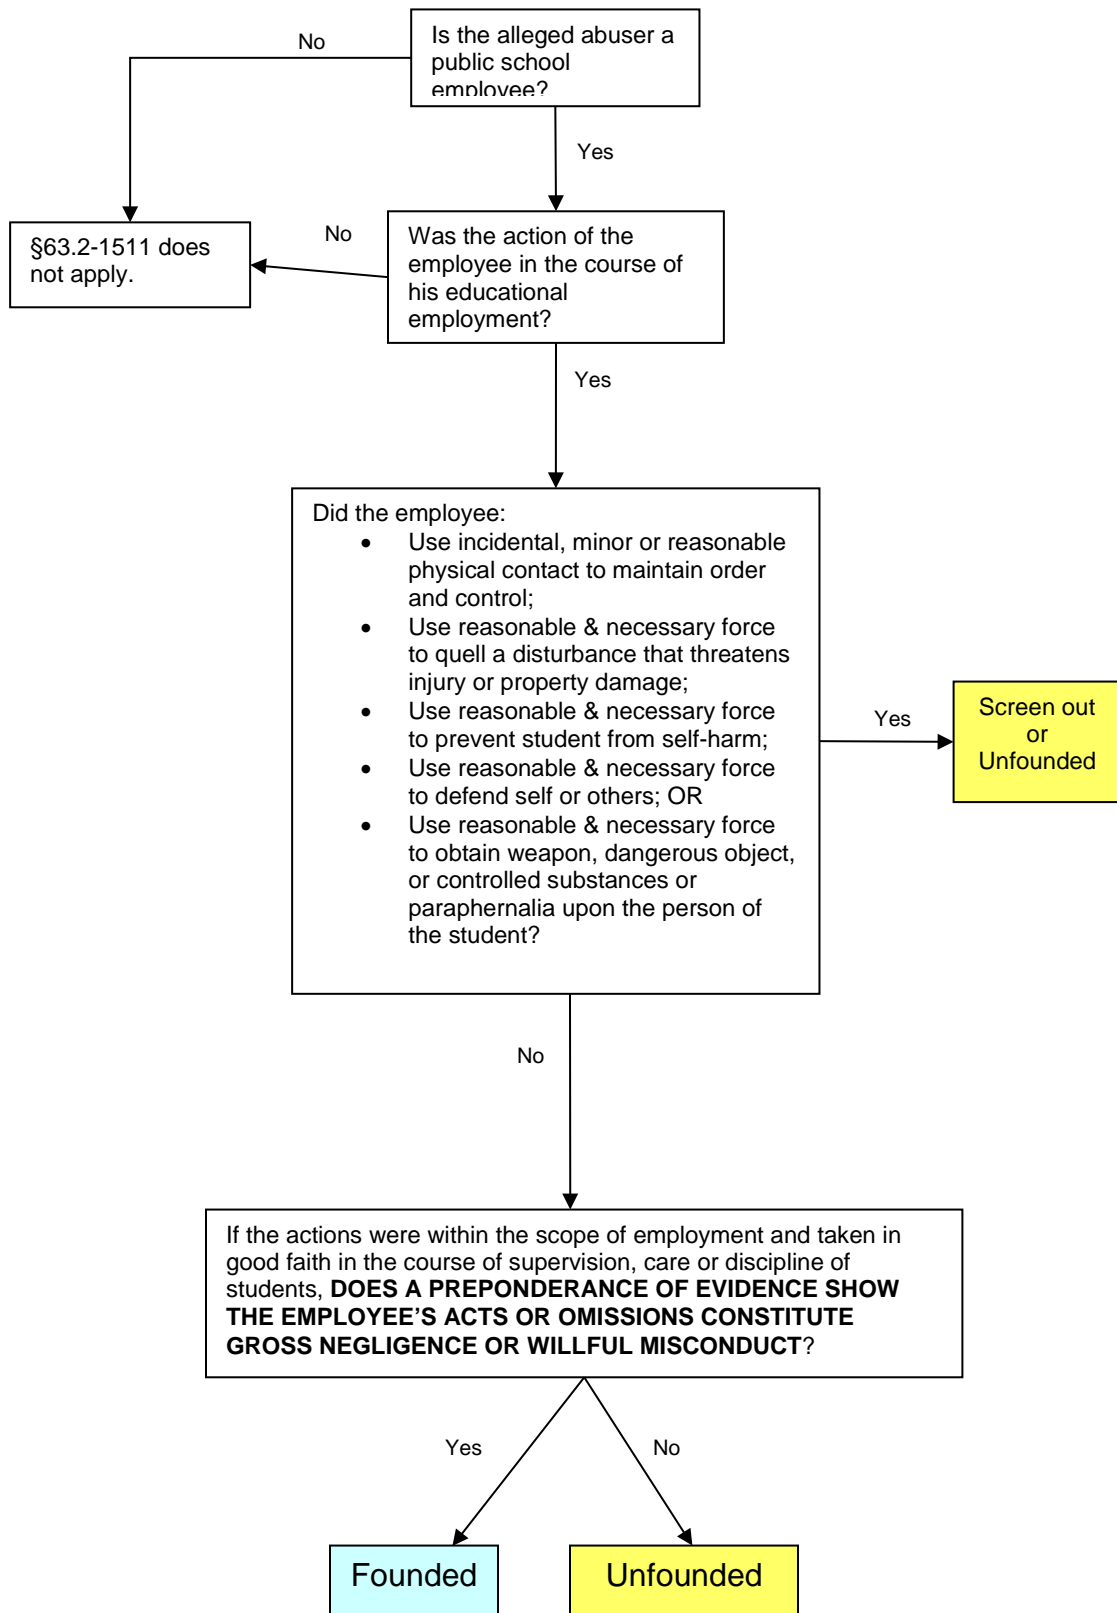 No
Is the alleged abuser a
public school
employee?
Yes
§63.2-1511 does
not apply.
No
Was the action of the
employee in the course of
his educational
employment?
Yes
Did the employee:
• Use incidental, minor or reasonable
physical contact to maintain order
and control;
• Use reasonable & necessary force
to quell a disturbance that threatens
injury or property damage;
• Use reasonable & necessary force
to prevent student from self-harm;
• Use reasonable & necessary force
to defend self or others; OR
• Use reasonable & necessary force
to obtain weapon, dangerous object,
or controlled substances or
paraphernalia upon the person of
the student?
Yes
Screen out
or
Unfounded
No
If the actions were within the scope of employment and taken in
good faith in the course of supervision, care or discipline of
students, DOES A PREPONDERANCE OF EVIDENCE SHOW
THE EMPLOYEE’S ACTS OR OMISSIONS CONSTITUTE
GROSS NEGLIGENCE OR WILLFUL MISCONDUCT?
Yes
No
Founded
Unfounded